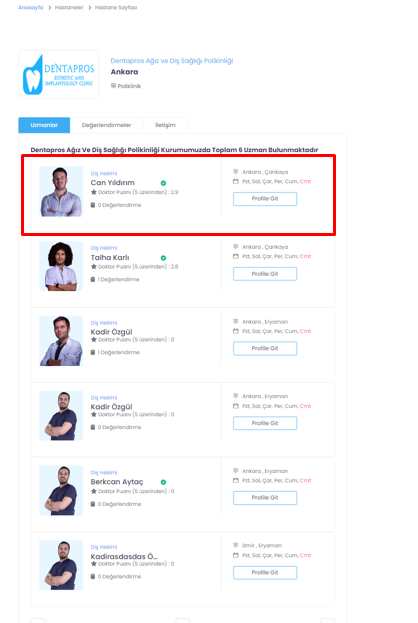 Anasayfa > Hastaneler > Hastane Sayfası
DENTAPROS
ESTHETIC AND
IMPLANTOLOGY CLINIC
Dentapros Ağız ve Diş Sağlığı Polikinliği
Ankara
Poliklinik
Uzmanlar Değerlendirmeler İletişim
Dentapros Ağız Ve Diş Sağlığı Polikinliği Kurumumuzda Toplam 6 Uzman Bulunmaktadır
Diş Hekimi
Can Yıldırım
Doktor Puanı (5 üzerinden) : 2.9
0 Değerlendirme
Ankara , Çankaya
Pzt, Sal, Çar, Per, Cum, Cmt
Profile Git
Diş Hekimi
Talha Karlı
Doktor Puanı (5 üzerinden) : 2.8
1 Değerlendirme
Ankara , Çankaya
Pzt, Sal, Çar, Per, Cum, Cmt
Profile Git
Diş Hekimi
Kadir Özgül
Doktor Puanı (5 üzerinden) : 0
1 Değerlendirme
Ankara , Eryaman
Pzt, Sal, Çar, Per, Cum, Cmt
Profile Git
Diş Hekimi
Kadir Özgül
Doktor Puanı (5 üzerinden) : 0
0 Değerlendirme
Ankara , Eryaman
Pzt, Sal, Çar, Per, Cum, Cmt
Profile Git
Diş Hekimi
Berkcan Aytaç
Doktor Puanı (5 üzerinden) : 0
0 Değerlendirme
Ankara , Eryaman
Pzt, Sal, Çar, Per, Cum, Cmt
Profile Git
Diş Hekimi
Kadirasdasdas Ö...
Doktor Puanı (5 üzerinden) : 0
0 Değerlendirme
İzmir , Eryaman
Pzt, Sal, Çar, Per, Cum, Cmt
Profile Git